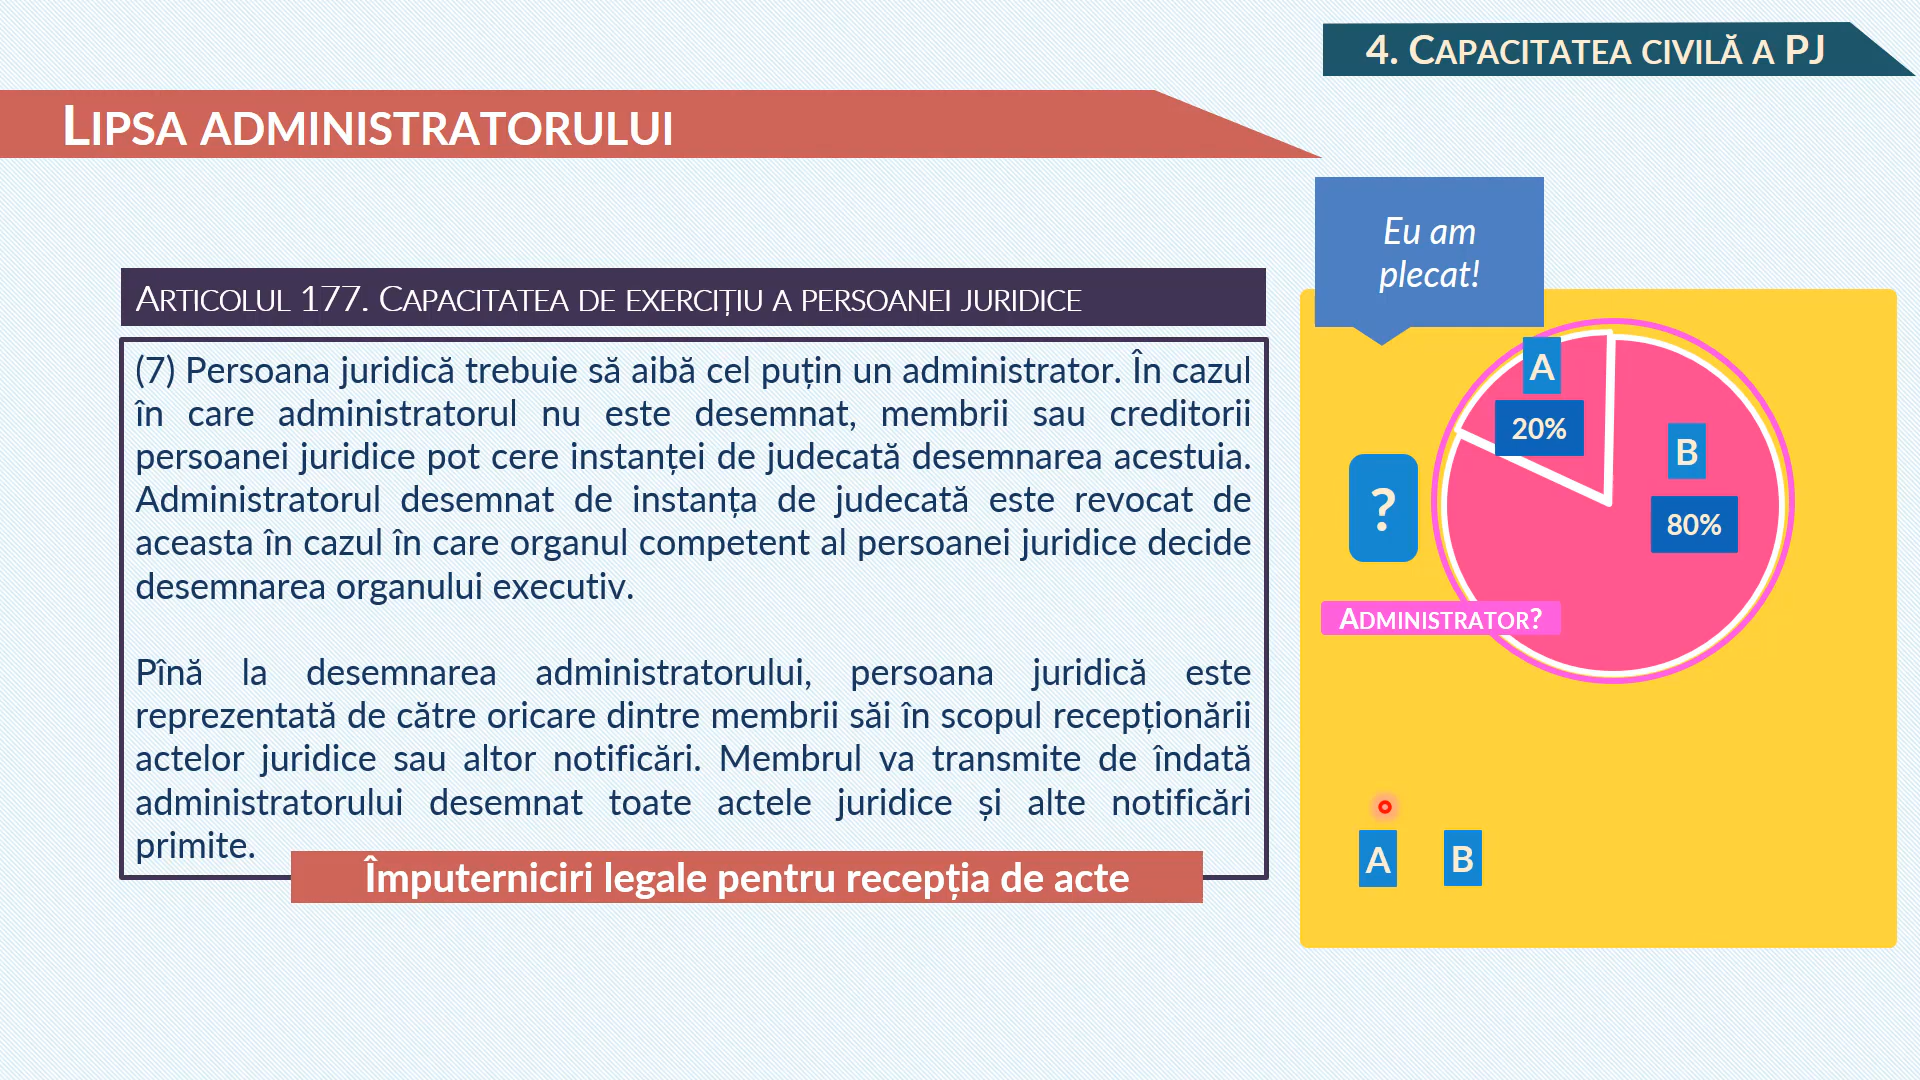 4. Capacitatea civilă a PJ
Lipsa administratorului
Eu am
plecat!
Articolul 177. Capacitatea de exercițiu a persoanei juridice
(7) Persoana juridică trebuie să aibă cel puțin un administrator. În cazul
în care administratorul nu este desemnat, membrii sau creditorii
persoanei juridice pot cere instanței de judecată desemnarea acestuia.
Administratorul desemnat de instanța de judecată este revocat de
aceasta în cazul în care organul competent al persoanei juridice decide
desemnarea organului executiv.
Pînă la desemnarea administratorului, persoana juridică este
reprezentată de către oricare dintre membrii săi în scopul recepționării
actelor juridice sau altor notificări. Membrul va transmite de îndată
administratorului desemnat toate actele juridice și alte notificări
primite.
Împuterniciri legale pentru recepția de acte
A
20%
B
80%
?
Administrator?
A B